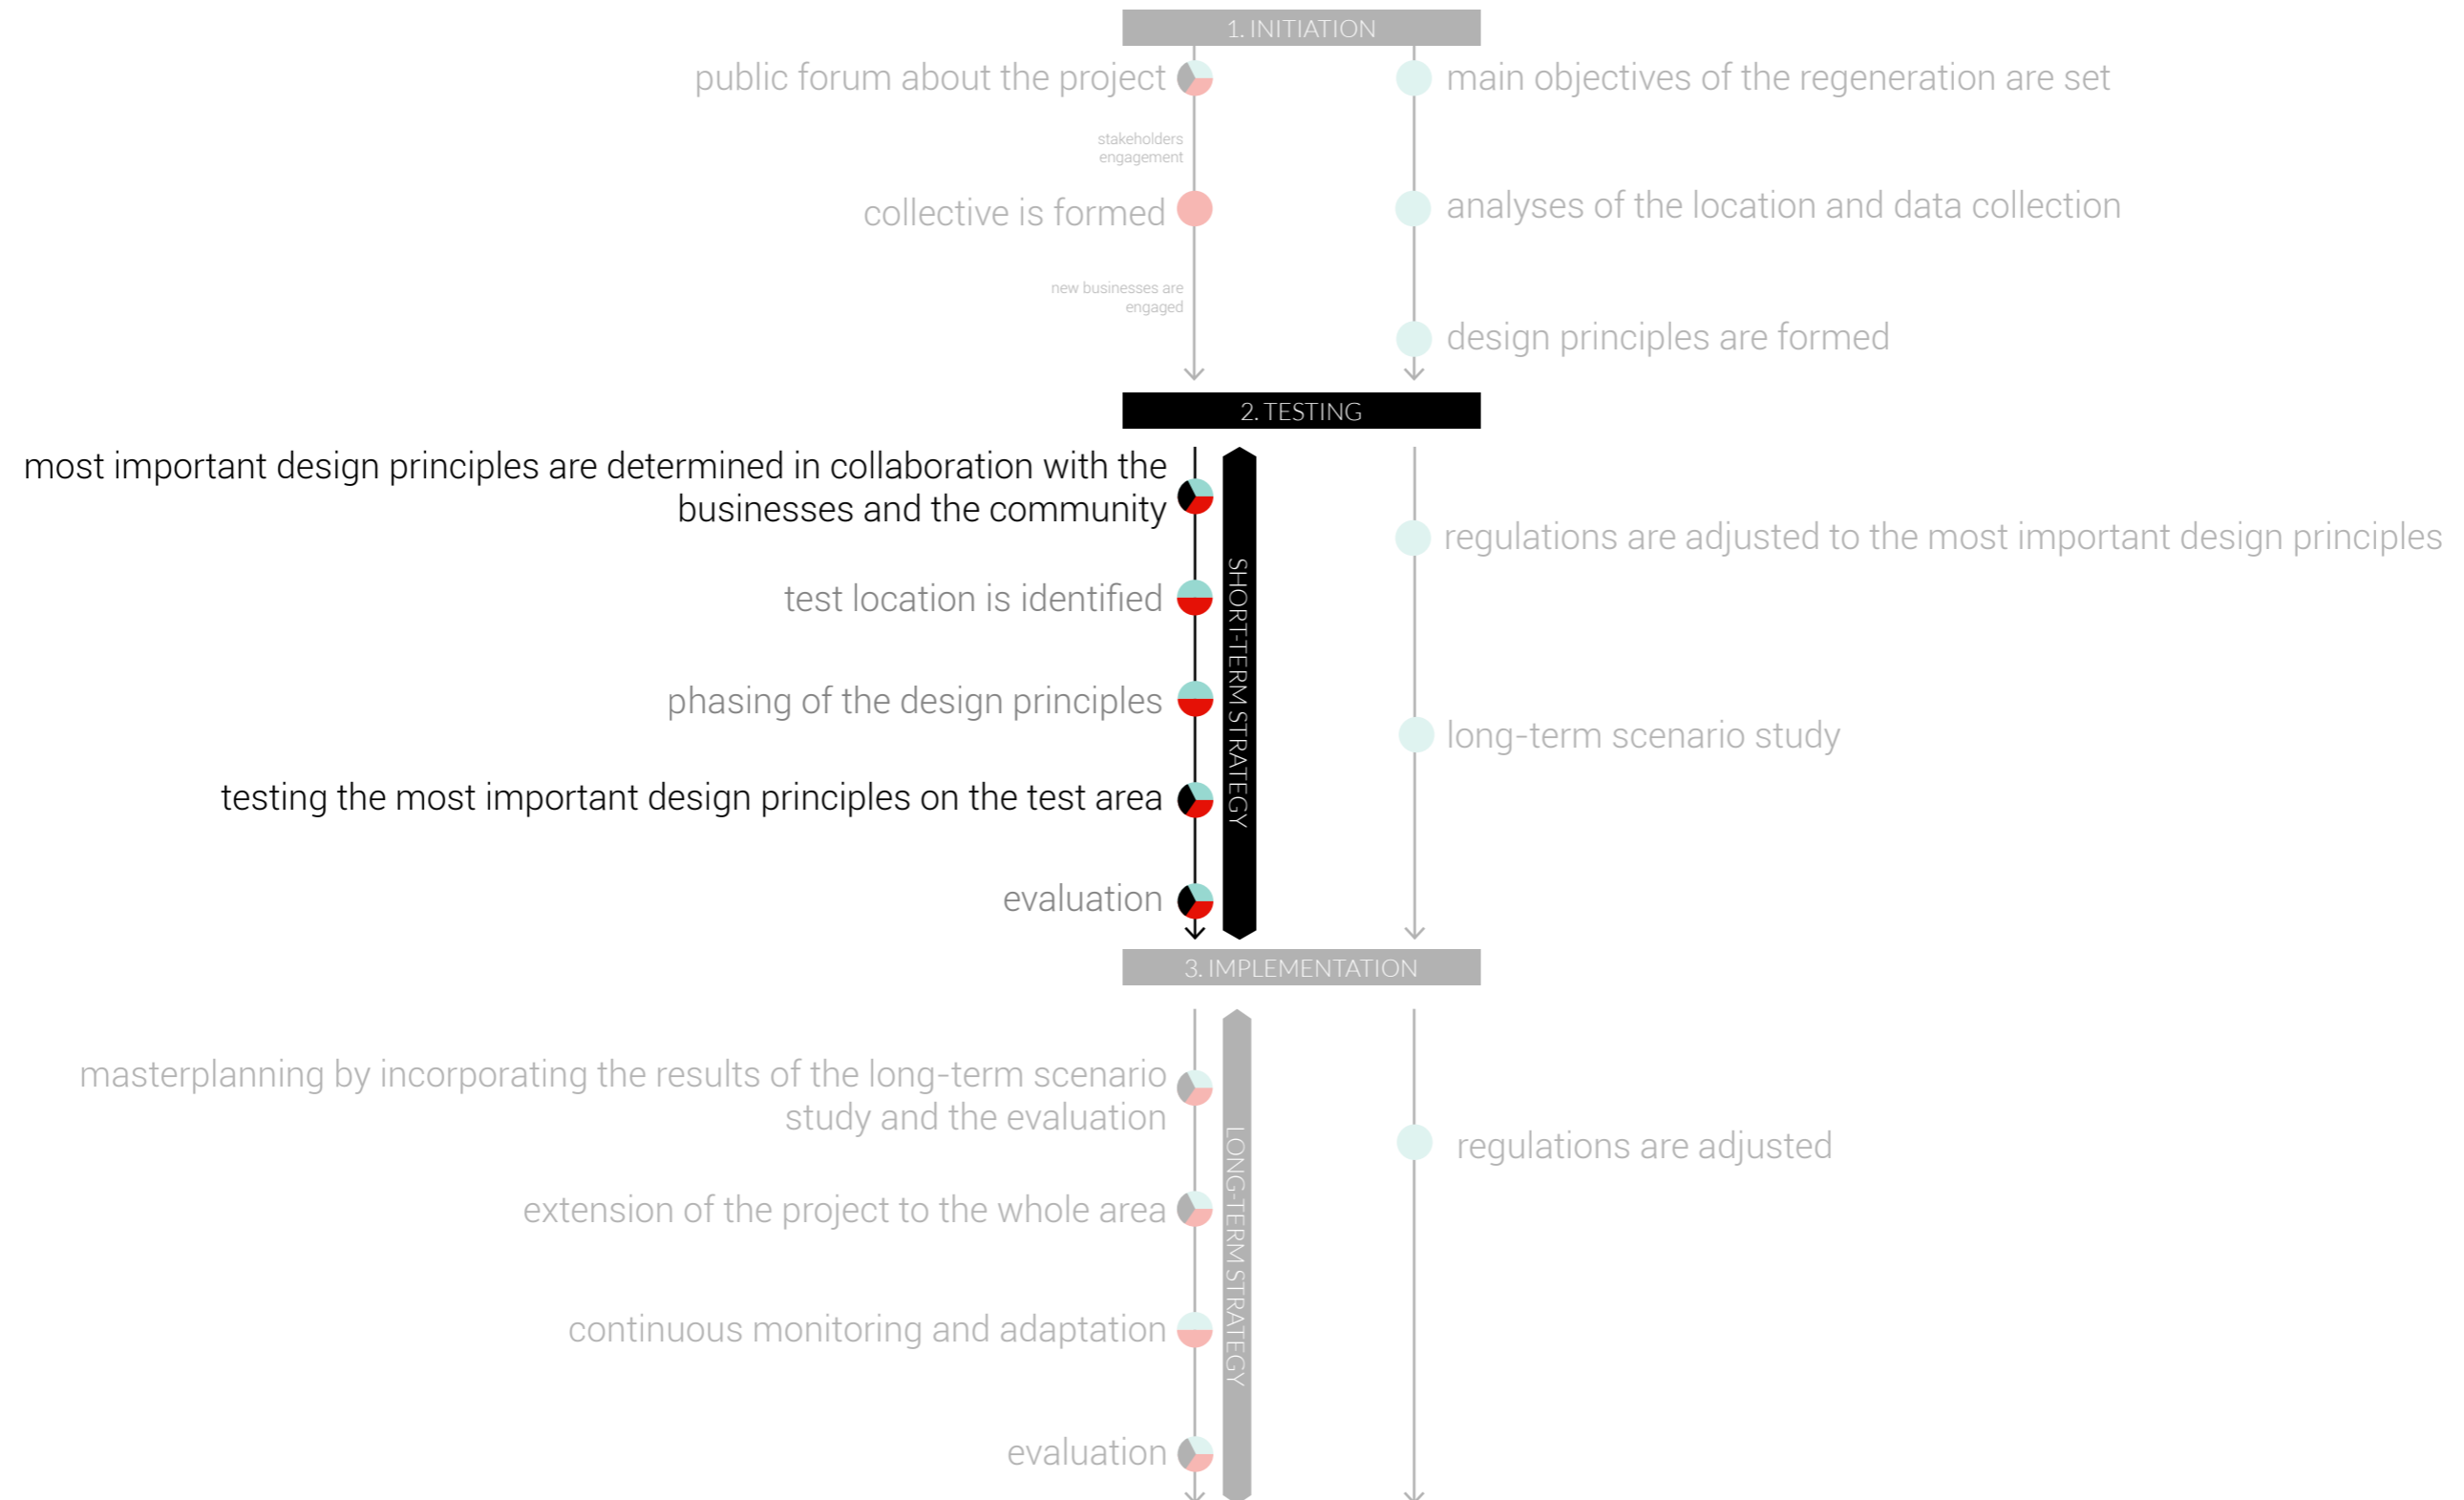 1. INITIATION
public forum about the project
main objectives of the regeneration are set
stakeholders
engagement
collective is formed
analyses of the location and data collection
new businesses are
engaged
design principles are formed
2. TESTING
most important design principles are determined in collaboration with the
businesses and the community
regulations are adjusted to the most important design principles
test location is identified
SHORT-TERM STRATEGY
phasing of the design principles
long-term scenario study
testing the most important design principles on the test area
evaluation
3. IMPLEMENTATION
masterplanning by incorporating the results of the long-term scenario
study and the evaluation
regulations are adjusted
extension of the project to the whole area
LONG-TERM STRATEGY
continuous monitoring and adaptation
evaluation